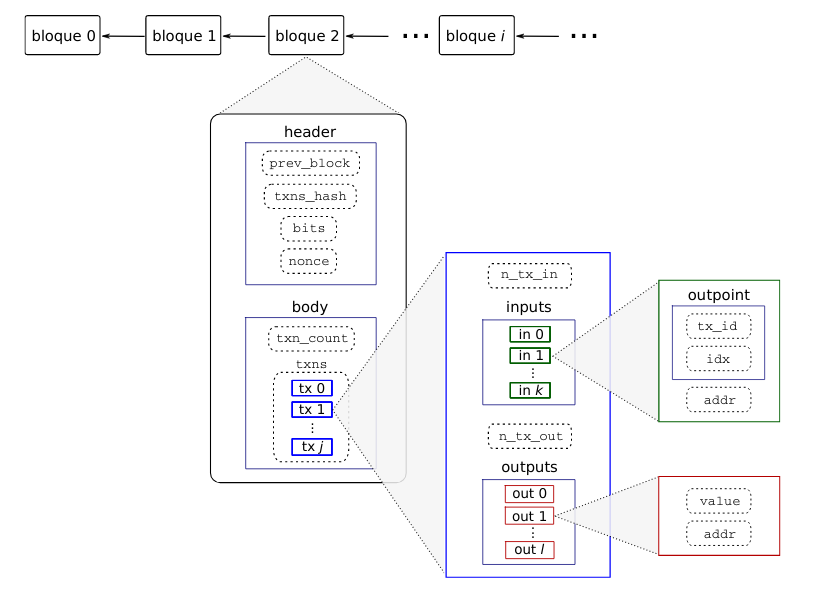 bloque 0 bloque 1 bloque 2 ... bloque i ...
header
prev_block
txns_hash
bits
nonce
body
txn_count
txns
tx 0
tx 1
⋮
tx j
n_tx_in
inputs
in 0
in 1
⋮
in k
n_tx_out
outputs
out 0
out 1
⋮
out l
outpoint
tx_id
idx
addr
value
addr